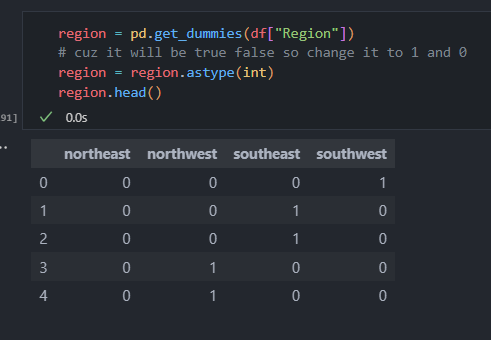 region = pd.get_dummies(df["Region"])
# cuz it will be true false so change it to 1 and 0
region = region.astype(int)
region.head()
91]
✓ 0.0s
..
northeast northwest southeast southwest
0 0 0 0 1
1 0 0 1 0
2 0 0 1 0
3 0 1 0 0
4 0 1 0 0